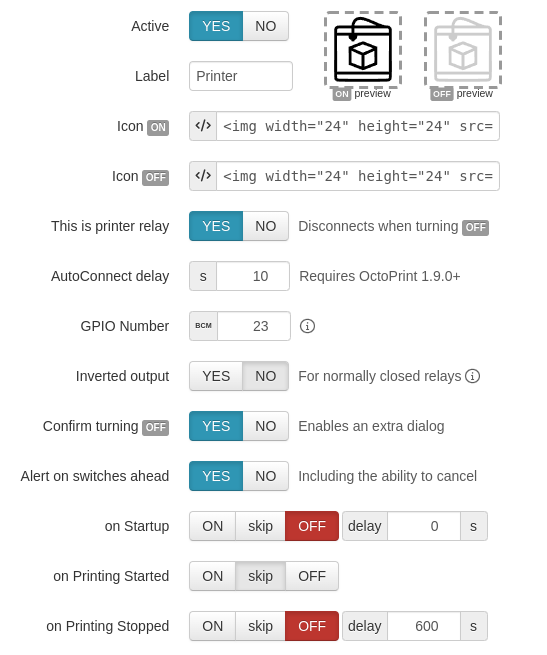 Active YES NO
Label Printer
ON preview OFF preview
Icon ON </> <img width="24" height="24" src=
Icon OFF </> <img width="24" height="24" src=
This is printer relay YES NO Disconnects when turning OFF
AutoConnect delay s 10 Requires OctoPrint 1.9.0+
GPIO Number BCM 23
Inverted output YES NO For normally closed relays
Confirm turning OFF YES NO Enables an extra dialog
Alert on switches ahead YES NO Including the ability to cancel
on Startup ON skip OFF delay 0 s
on Printing Started ON skip OFF
on Printing Stopped ON skip OFF delay 600 s